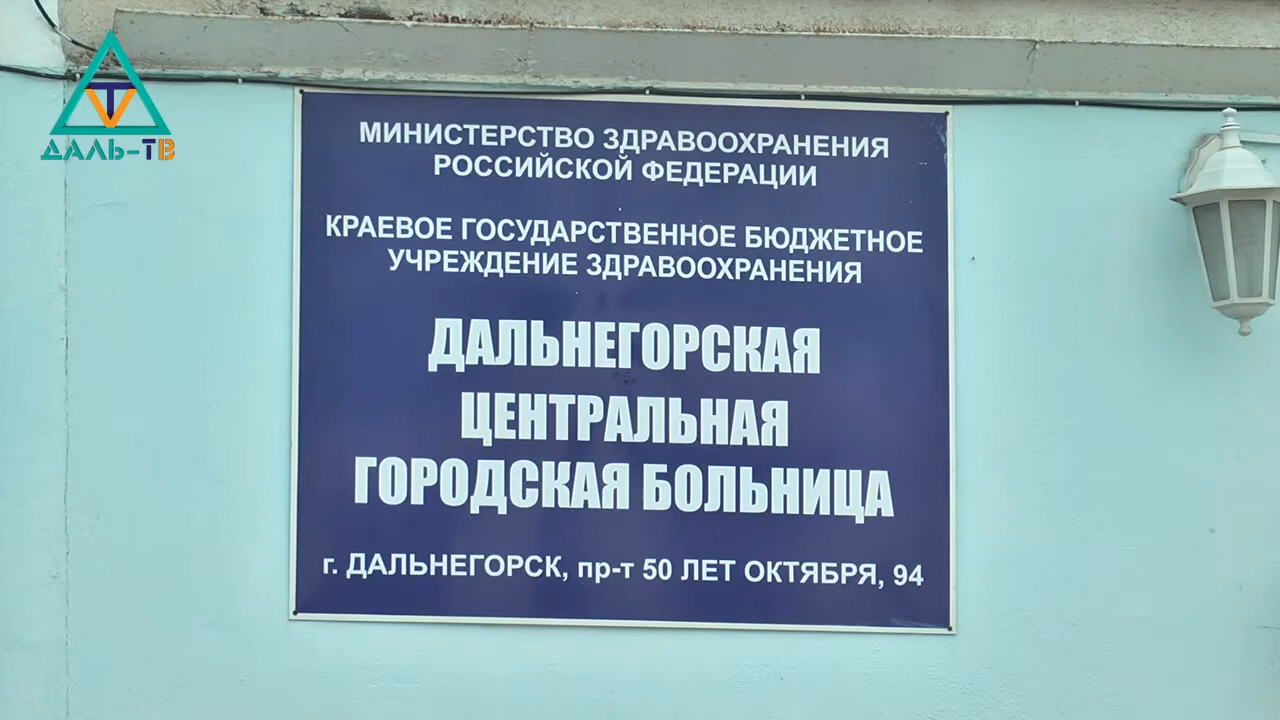 ДАЛЬ-ТВ
МИНИСТЕРСТВО ЗДРАВООХРАНЕНИЯ
РОССИЙСКОЙ ФЕДЕРАЦИИ
КРАЕВОЕ ГОСУДАРСТВЕННОЕ БЮДЖЕТНОЕ
УЧРЕЖДЕНИЕ ЗДРАВООХРАНЕНИЯ
ДАЛЬНЕГОРСКАЯ
ЦЕНТРАЛЬНАЯ
ГОРОДСКАЯ БОЛЬНИЦА
г. ДАЛЬНЕГОРСК, пр-т 50 ЛЕТ ОКТЯБРЯ, 94